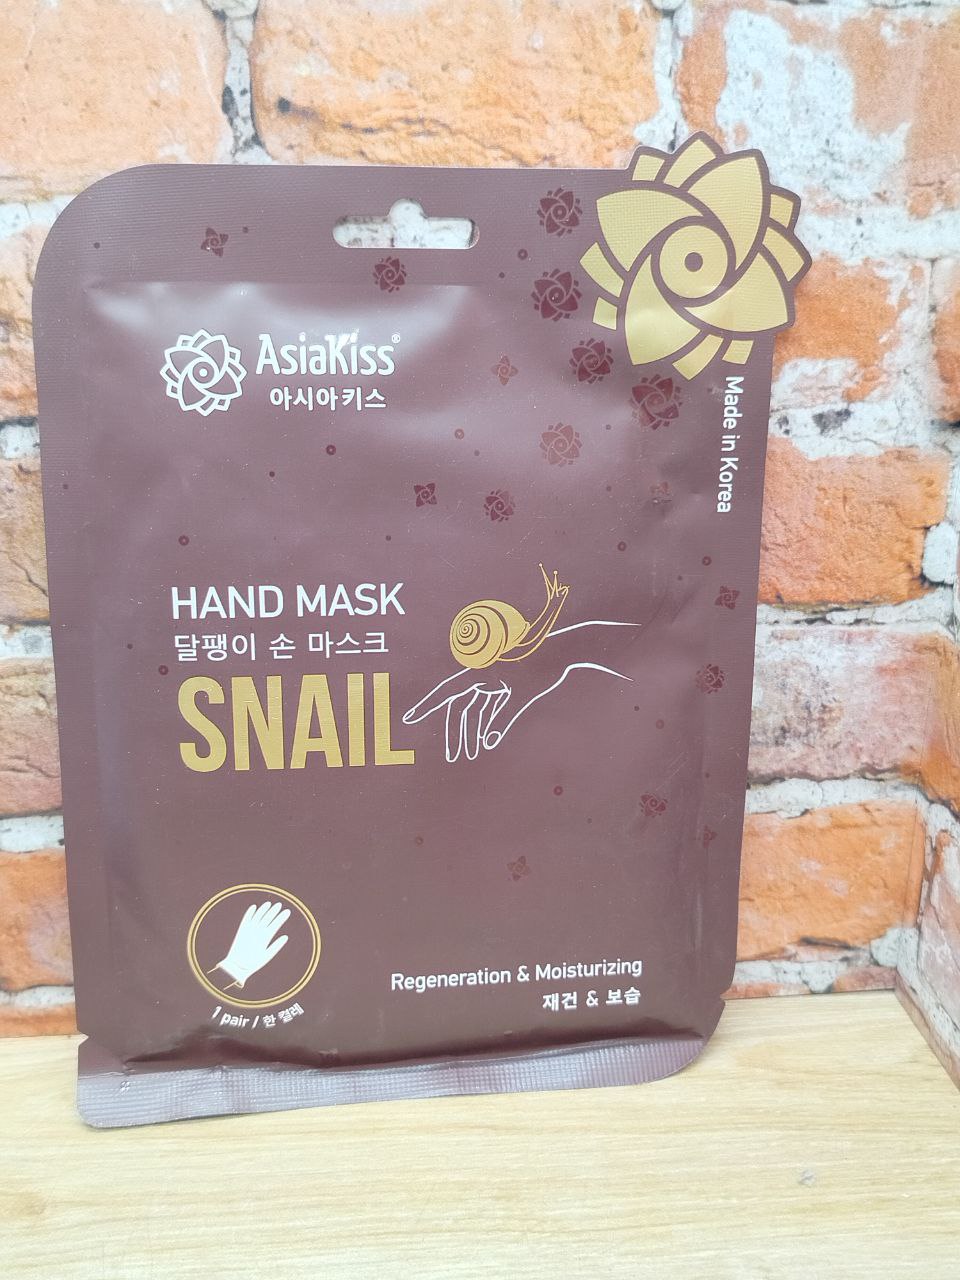 AsiaKiss®
아시아키스
Made in Korea
HAND MASK
달팽이 손 마스크
SNAIL
Regeneration & Moisturizing
재건 & 보습
1 pair / 한 켤레